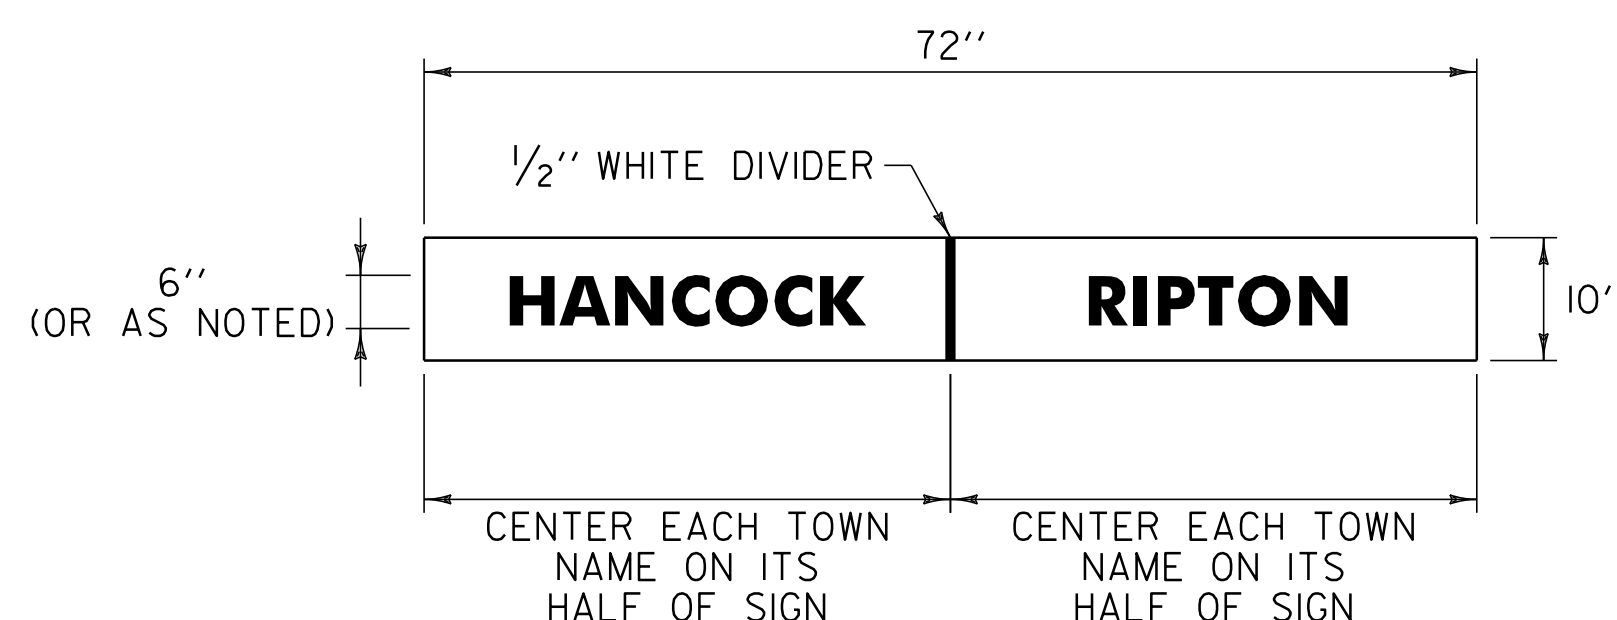 72''
1/2'' WHITE DIVIDER
6''
(OR AS NOTED)
HANCOCK
RIPTON
10'
CENTER EACH TOWN
NAME ON ITS
HALF OF SIGN
CENTER EACH TOWN
NAME ON ITS
HALF OF SIGN